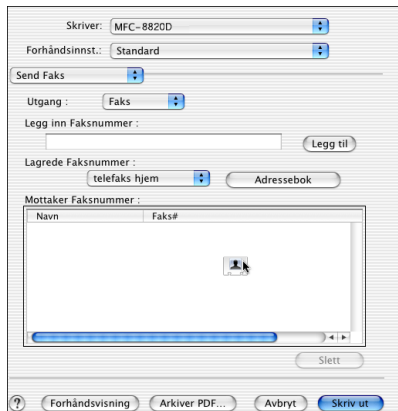 Skriver: MFC-8820D
Forhåndsinnst.: Standard
Send Faks
Utgang : Faks
Legg inn Faksnummer :
Legg til
Lagrede Faksnummer :
telefaks hjem Adressebok
Mottaker Faksnummer :
Navn Faks#
Slett
? Forhåndsvisning Arkiver PDF... Avbryt Skriv ut